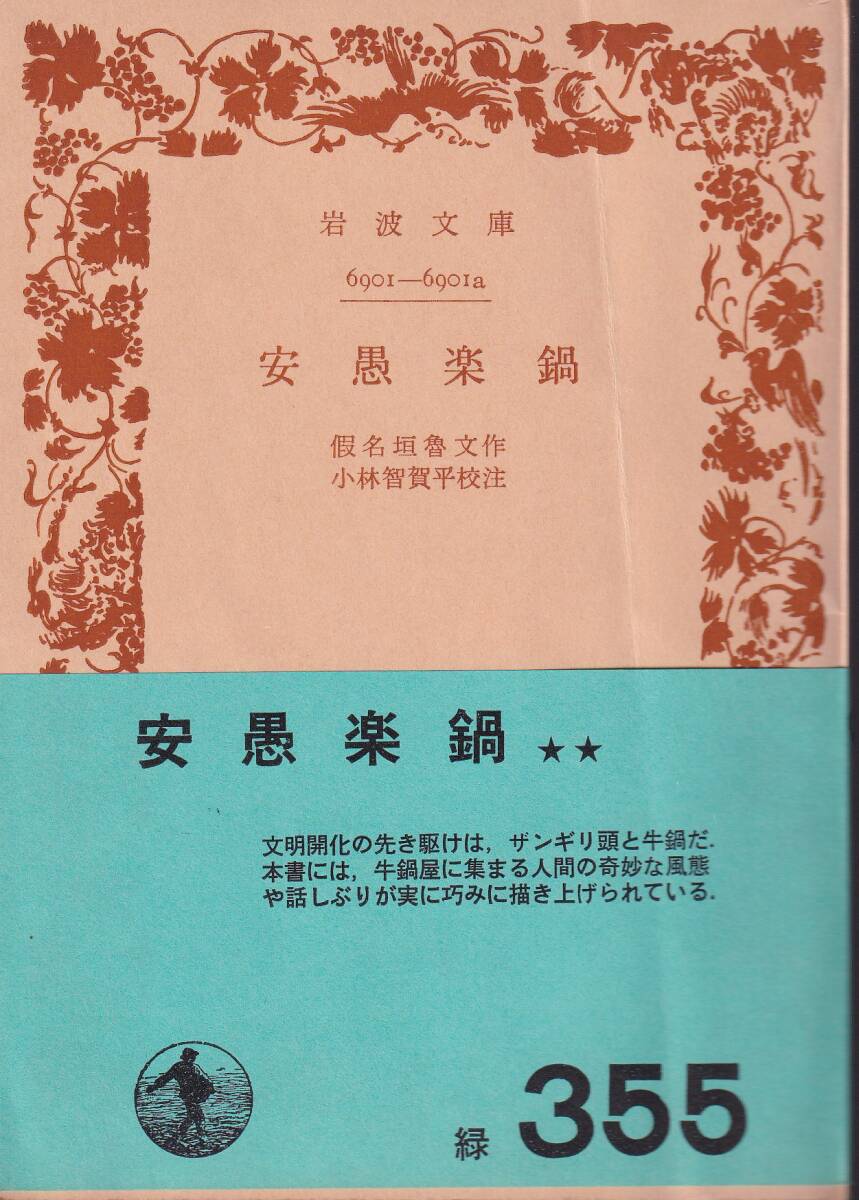 岩波文庫
6901—6901a
安愚楽鍋
假名垣魯文作
小林智賀平校注
安愚楽鍋 ★★
文明開化の先き駆けは，ザンギリ頭と牛鍋だ．
本書には，牛鍋屋に集まる人間の奇妙な風態
や話しぶりが実に巧みに描き上げられている．
緑 355